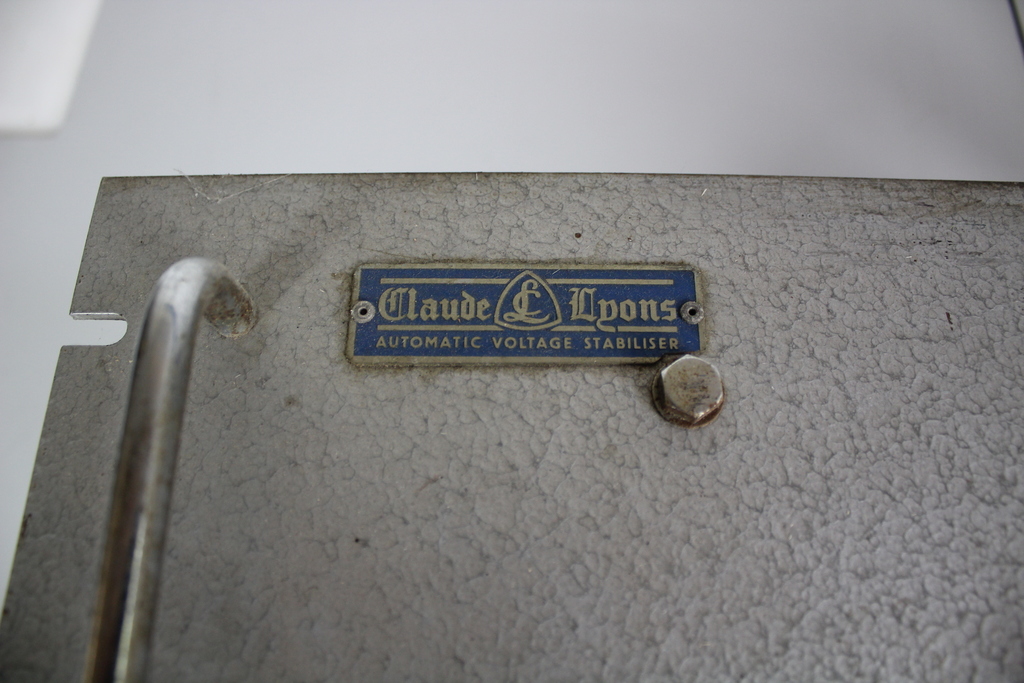 Claude CL Lyons
AUTOMATIC VOLTAGE STABILISER